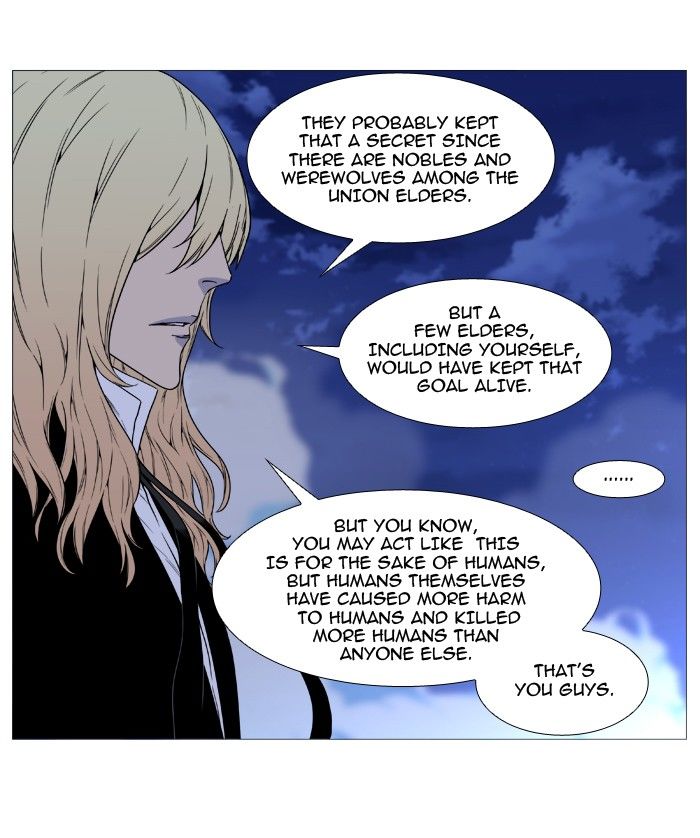 THEY PROBABLY KEPT
THAT A SECRET SINCE
THERE ARE NOBLES AND
WEREWOLVES AMONG THE
UNION ELDERS.
BUT A
FEW ELDERS,
INCLUDING YOURSELF,
WOULD HAVE KEPT THAT
GOAL ALIVE.
......
BUT YOU KNOW,
YOU MAY ACT LIKE THIS
IS FOR THE SAKE OF HUMANS,
BUT HUMANS THEMSELVES
HAVE CAUSED MORE HARM
TO HUMANS AND KILLED
MORE HUMANS THAN
ANYONE ELSE.
THAT'S
YOU GUYS.